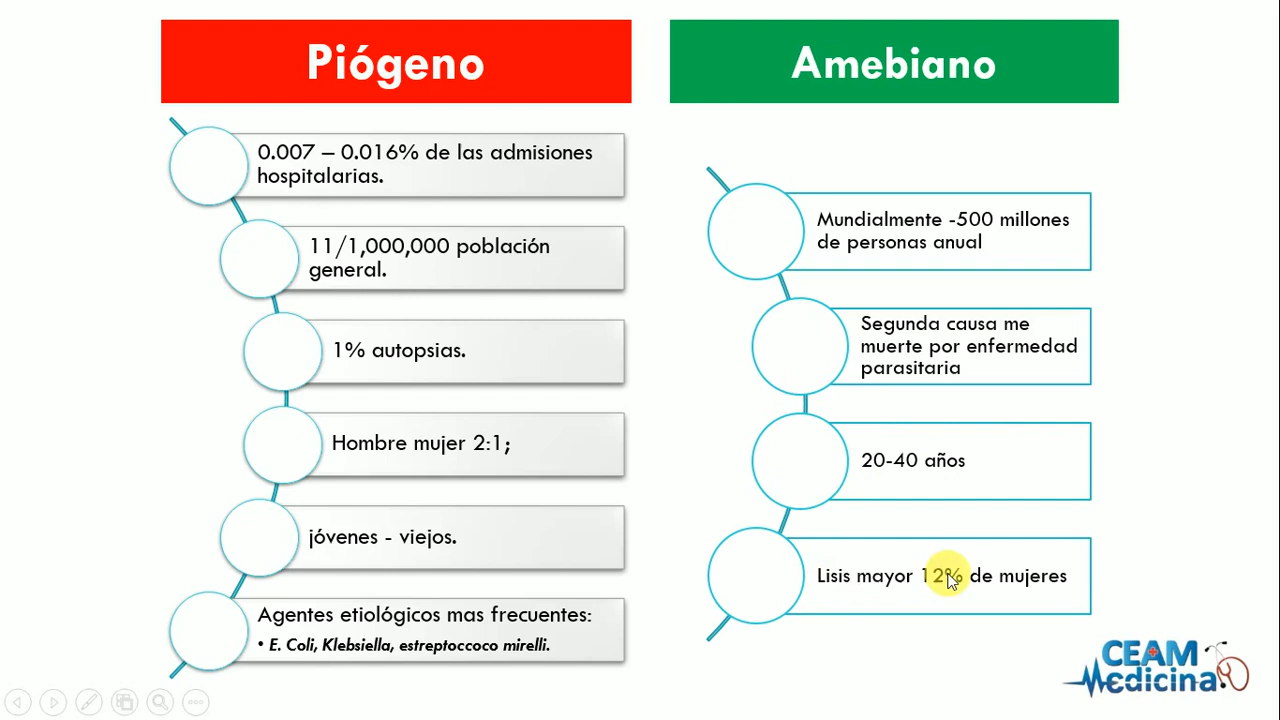 Piógeno
0.007 – 0.016% de las admisiones
hospitalarias.
11/1,000,000 población
general.
1% autopsias.
Hombre mujer 2:1;
jóvenes - viejos.
Agentes etiológicos mas frecuentes:
• E. Coli, Klebsiella, estreptoccoco mirelli.
Amebiano
Mundialmente -500 millones
de personas anual
Segunda causa me
muerte por enfermedad
parasitaria
20-40 años
Lisis mayor 12% de mujeres
CEAM
Medicina